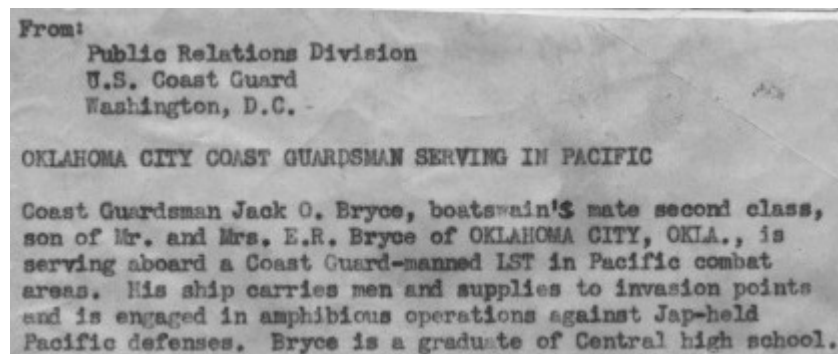 From:
Public Relations Division
U.S. Coast Guard
Washington, D.C.
OKLAHOMA CITY COAST GUARDSMAN SERVING IN PACIFIC
Coast Guardsman Jack O. Bryce, boatswain'S mate second class,
son of Mr. and Mrs. E.R. Bryce of OKLAHOMA CITY, OKLA., is
serving aboard a Coast Guard-manned LST in Pacific combat
areas. His ship carries men and supplies to invasion points
and is engaged in amphibious operations against Jap-held
Pacific defenses. Bryce is a graduate of Central high school.